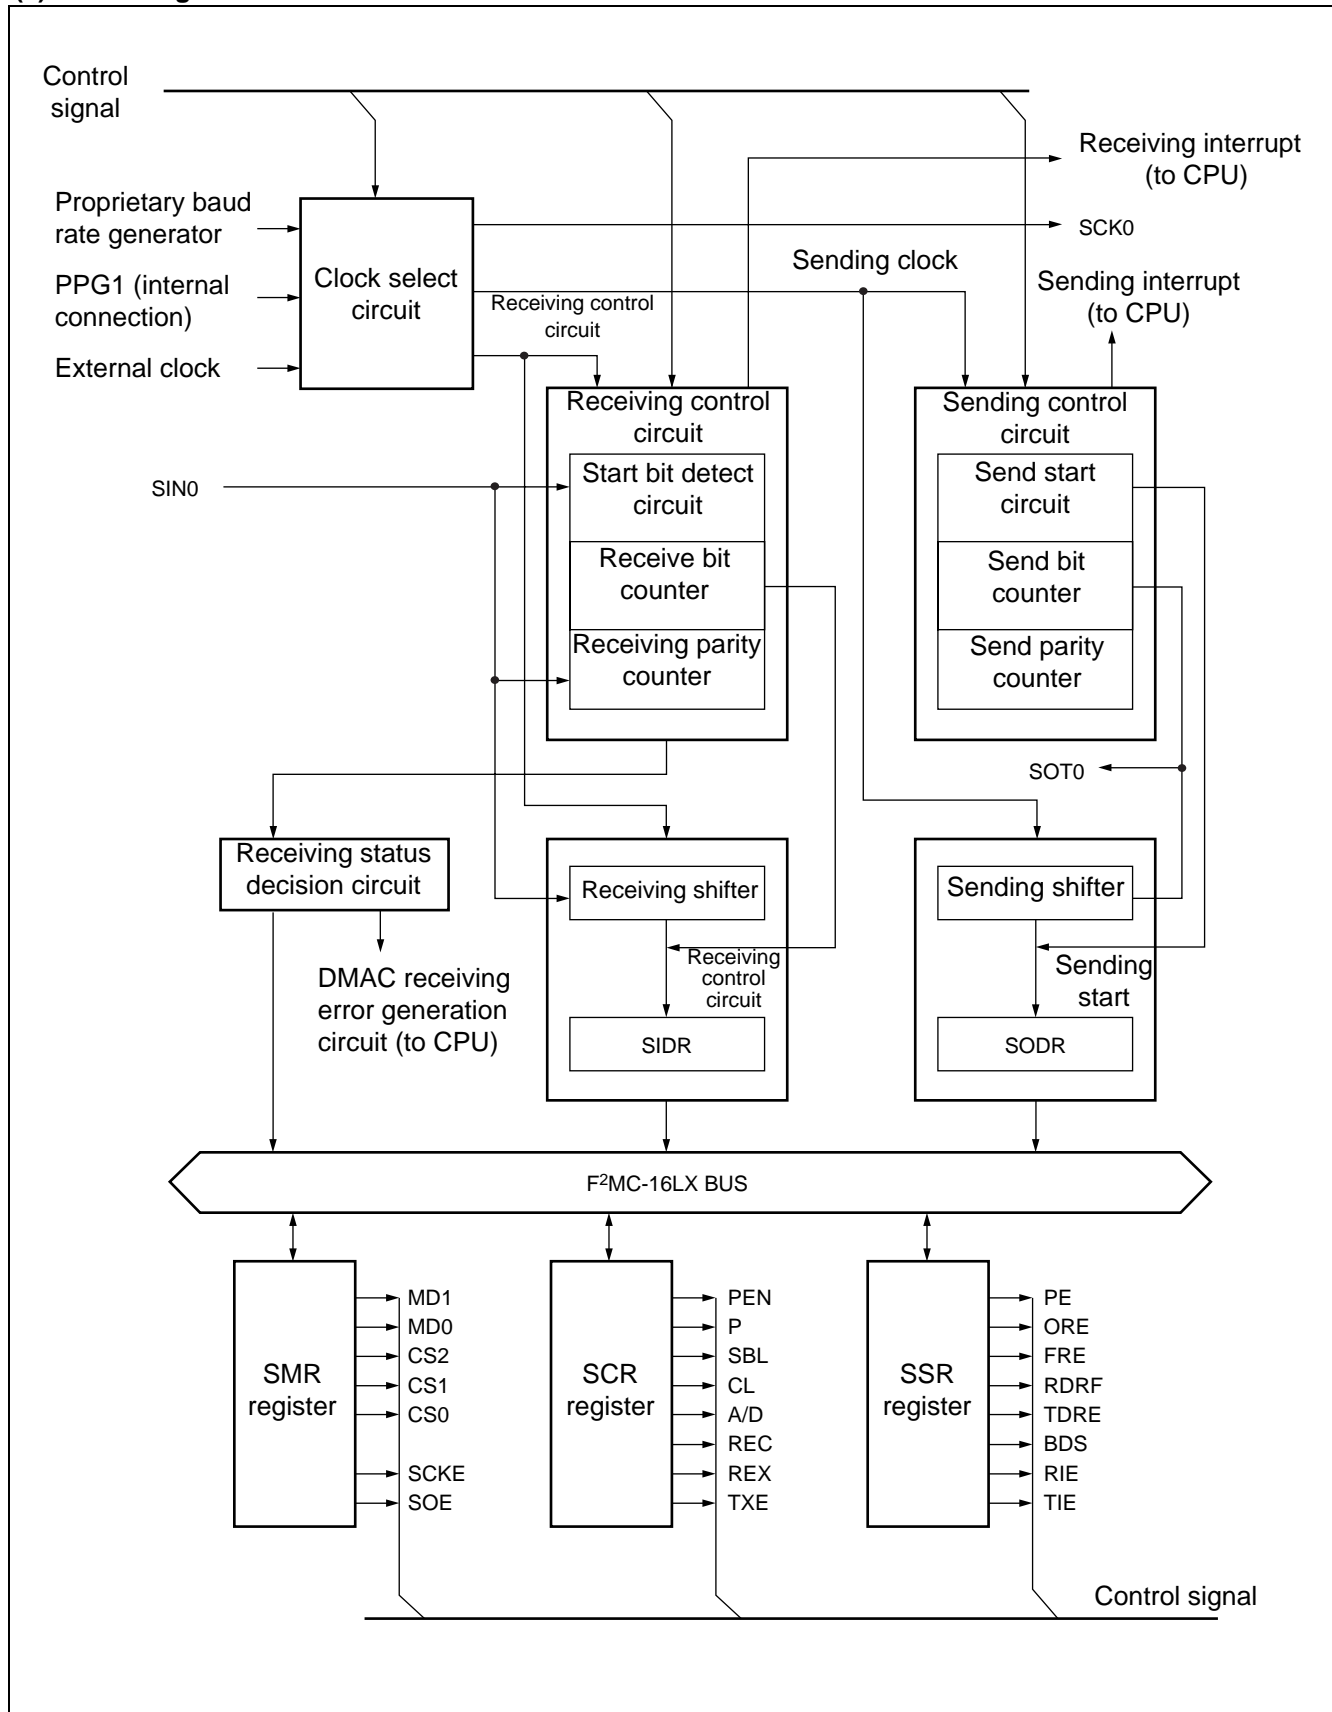 Control
signal
Receiving interrupt
(to CPU)
Proprietary baud
rate generator
SCK0
Clock select
circuit
Sending clock
PPG1 (internal
connection)
Receiving control
circuit
Sending interrupt
(to CPU)
External clock
Receiving control
circuit
Sending control
circuit
SIN0
Start bit detect
circuit
Send start
circuit
Receive bit
counter
Send bit
counter
Receiving parity
counter
Send parity
counter
SOT0
Receiving status
decision circuit
Receiving shifter
Sending shifter
DMAC receiving
error generation
circuit (to CPU)
Receiving
control
circuit
Sending
start
SIDR
SODR
F²MC-16LX BUS
SMR
register
MD1
MD0
CS2
CS1
CS0
SCKE
SOE
SCR
register
PEN
P
SBL
CL
A/D
REC
REX
TXE
SSR
register
PE
ORE
FRE
RDRF
TDRE
BDS
RIE
TIE
Control signal